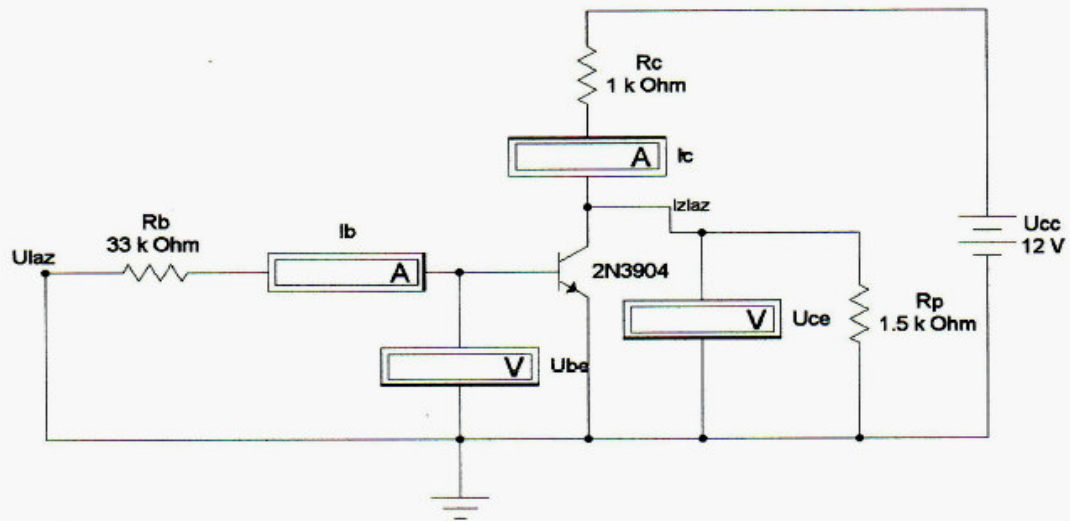 Rc
1 k Ohm
A
Ic
Izlaz
Rb
33 k Ohm
Ib
Ulaz
A
2N3904
Ucc
12 V
V
Ube
V
Uce
Rp
1.5 k Ohm